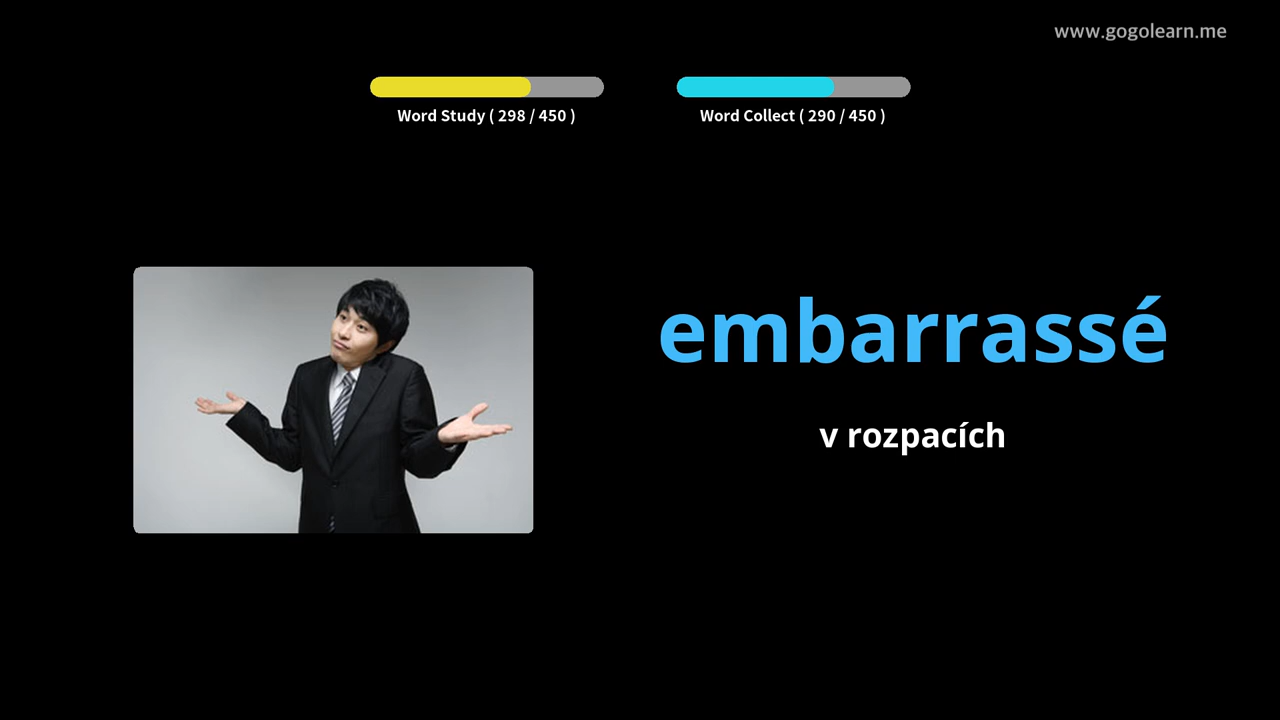 www.gogolearn.me
Word Study ( 298 / 450 )
Word Collect ( 290 / 450 )
embarrassé
v rozpacích